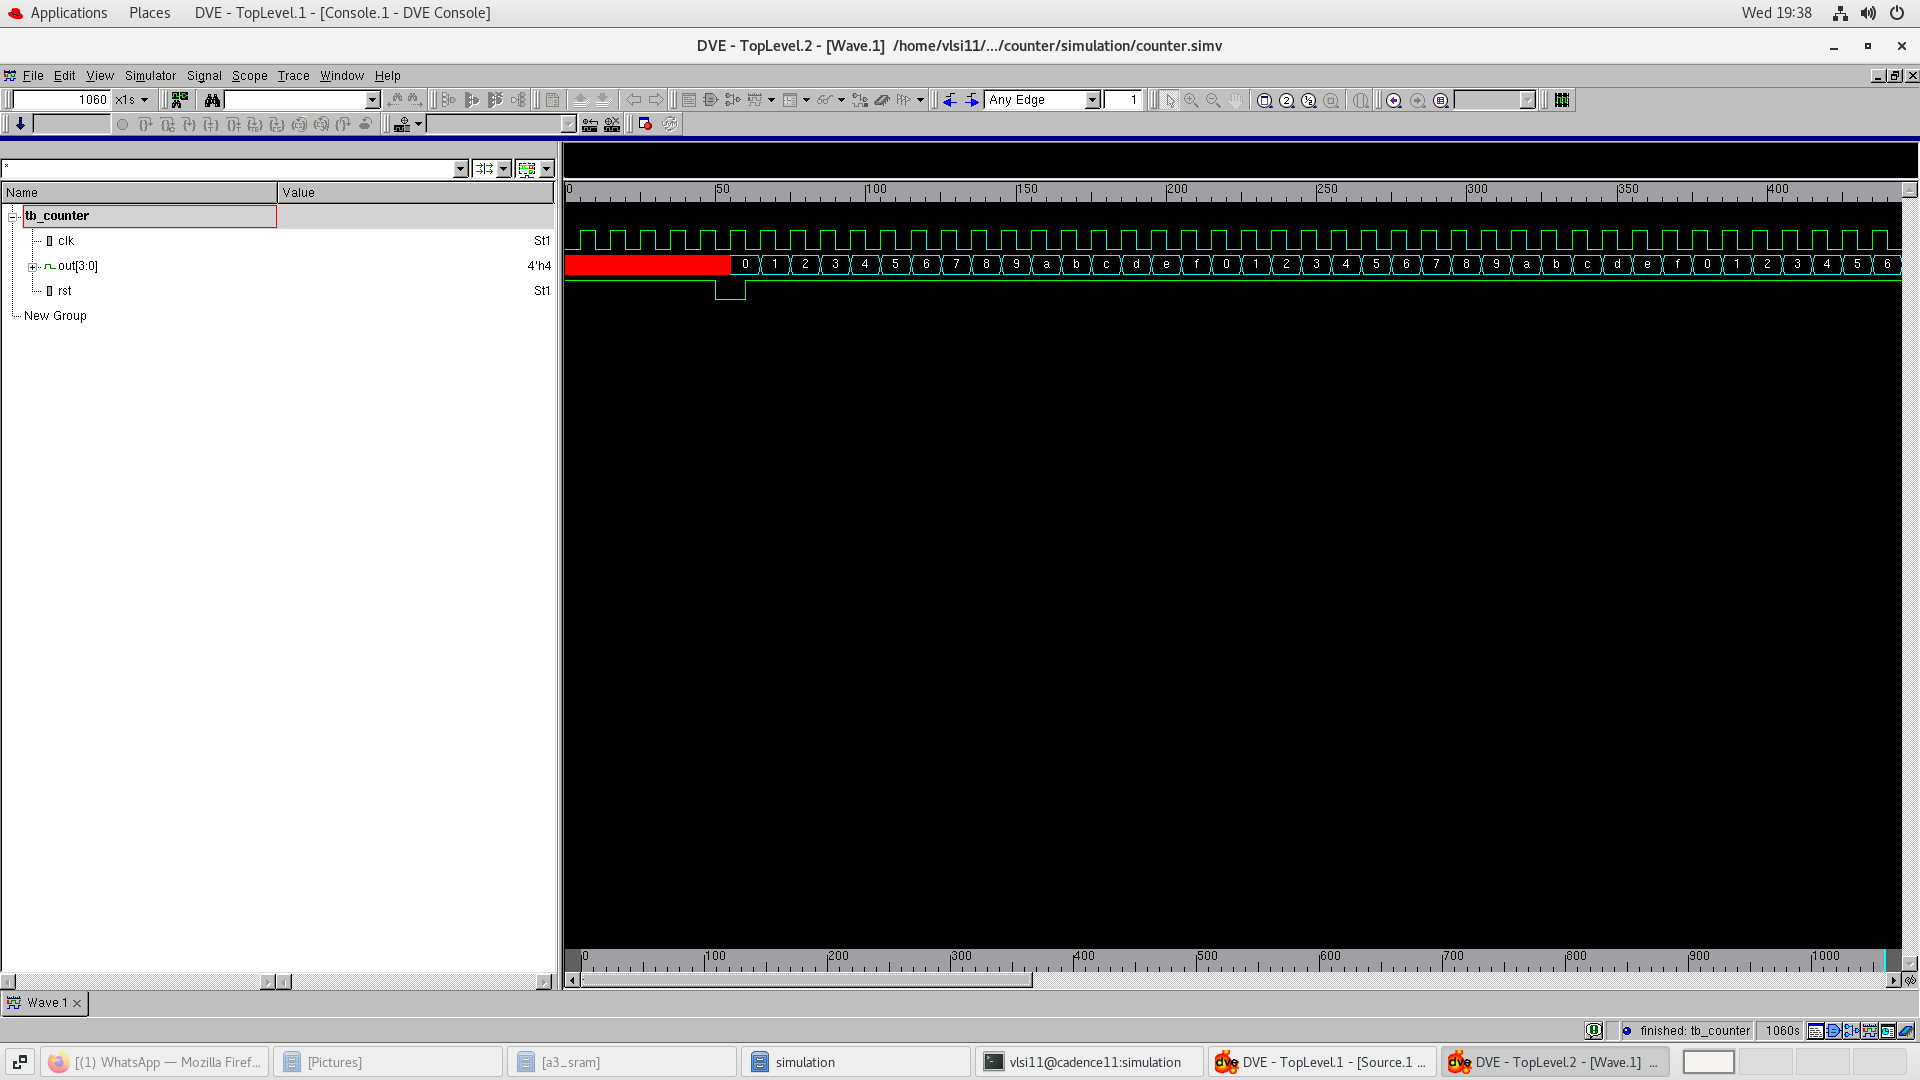 Applications Places DVE - TopLevel.1 - [Console.1 - DVE Console] Wed 19:38
DVE - TopLevel.2 - [Wave.1] /home/vlsi11/.../counter/simulation/counter.simv
File Edit View Simulator Signal Scope Trace Window Help
1060 x1s Any Edge 1
*
Name Value
0 50 100 150 200 250 300 350 400
tb_counter
clk St1
out[3:0] 4'h4 0 1 2 3 4 5 6 7 8 9 a b c d e f 0 1 2 3 4 5 6 7 8 9 a b c d e f 0 1 2 3 4 5 6
rst St1
New Group
0 100 200 300 400 500 600 700 800 900 1000
Wave.1
finished: tb_counter 1060s
[(1) WhatsApp — Mozilla Firef... [Pictures] [a3_sram] simulation vlsi11@cadence11:simulation DVE - TopLevel.1 - [Source.1 ... DVE - TopLevel.2 - [Wave.1] ...